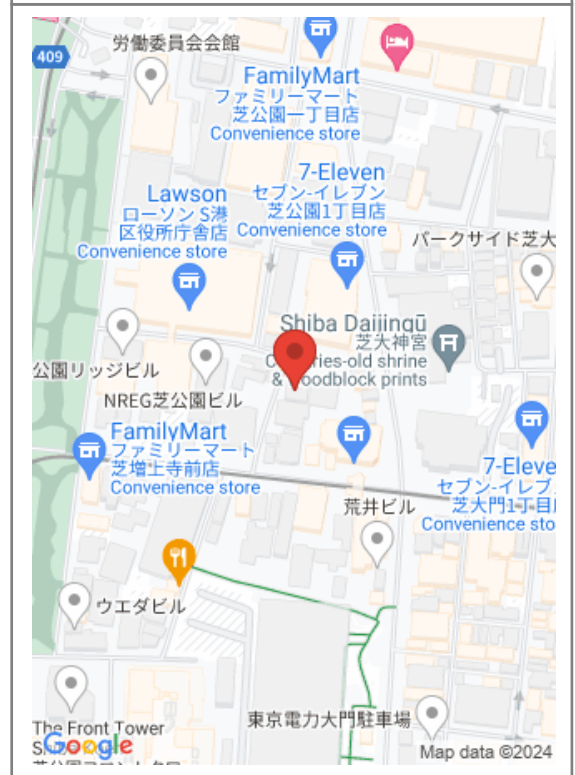 409
労働委員会会館
FamilyMart
ファミリーマート
芝公園一丁目店
Convenience store
7-Eleven
セブン-イレブン
芝公園1丁目店
Convenience store
Lawson
ローソン S港
区役所庁舎店
Convenience store
パークサイド芝大
Shiba Daijingū
芝大神宮
ries-old shrine
& oodblock prints
公園リッジビル
NREG芝公園ビル
FamilyMart
ファミリーマート
芝増上寺前店
Convenience store
7-Eleve
セブン-イレブ
芝大門1丁目
Convenience sto
荒井ビル
ウエダビル
東京電力大門駐車場
The Front Tower
Google
Map data ©2024